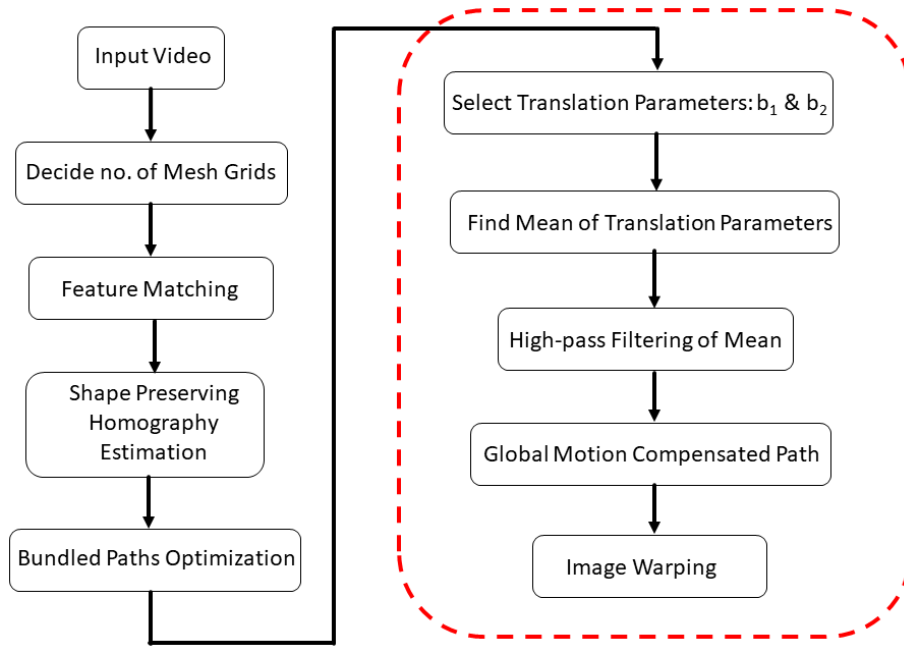 Input Video
Decide no. of Mesh Grids
Feature Matching
Shape Preserving
Homography
Estimation
Bundled Paths Optimization
Select Translation Parameters: b₁ & b₂
Find Mean of Translation Parameters
High-pass Filtering of Mean
Global Motion Compensated Path
Image Warping